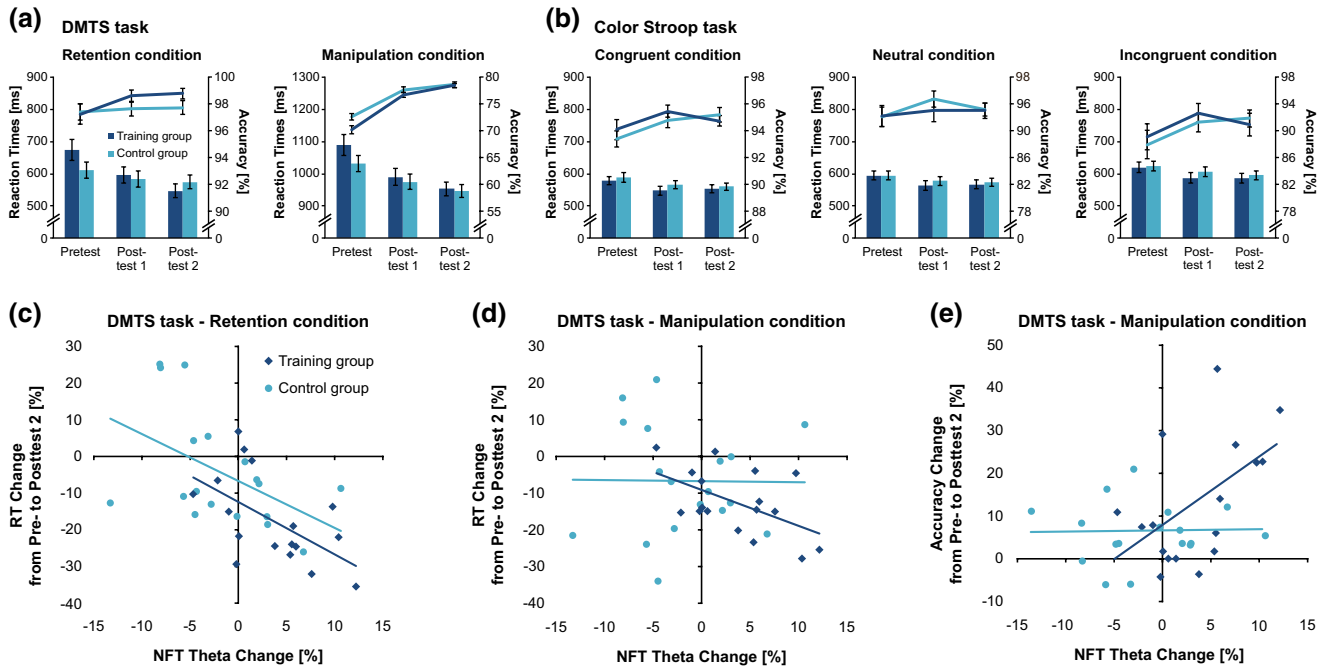 (a) DMTS task
Retention condition
Reaction Times [ms]
900
800
700
600
500
0
100
98
96
94
92
90
0
Accuracy [%]
Training group
Control group
Pretest Post-test 1 Post-test 2
Manipulation condition
Reaction Times [ms]
1300
1200
1100
1000
900
0
80
75
70
65
60
55
0
Accuracy [%]
Pretest Post-test 1 Post-test 2
(b) Color Stroop task
Congruent condition
Reaction Times [ms]
900
800
700
600
500
0
98
96
94
92
90
88
0
Accuracy [%]
Pretest Post-test 1 Post-test 2
Neutral condition
Reaction Times [ms]
900
800
700
600
500
0
98
94
90
86
82
78
0
Accuracy [%]
Pretest Post-test 1 Post-test 2
Incongruent condition
Reaction Times [ms]
900
800
700
600
500
0
98
94
90
86
82
78
0
Accuracy [%]
Pretest Post-test 1 Post-test 2
(c) DMTS task - Retention condition
RT Change
from Pre- to Posttest 2 [%]
30
20
10
0
-10
-20
-30
-40
Training group
Control group
-15 -10 -5 0 5 10 15
NFT Theta Change [%]
(d) DMTS task - Manipulation condition
RT Change
from Pre- to Posttest 2 [%]
30
20
10
0
-10
-20
-30
-40
-15 -10 -5 0 5 10 15
NFT Theta Change [%]
(e) DMTS task - Manipulation condition
Accuracy Change
from Pre- to Posttest 2 [%]
50
40
30
20
10
0
-10
-15 -10 -5 0 5 10 15
NFT Theta Change [%]